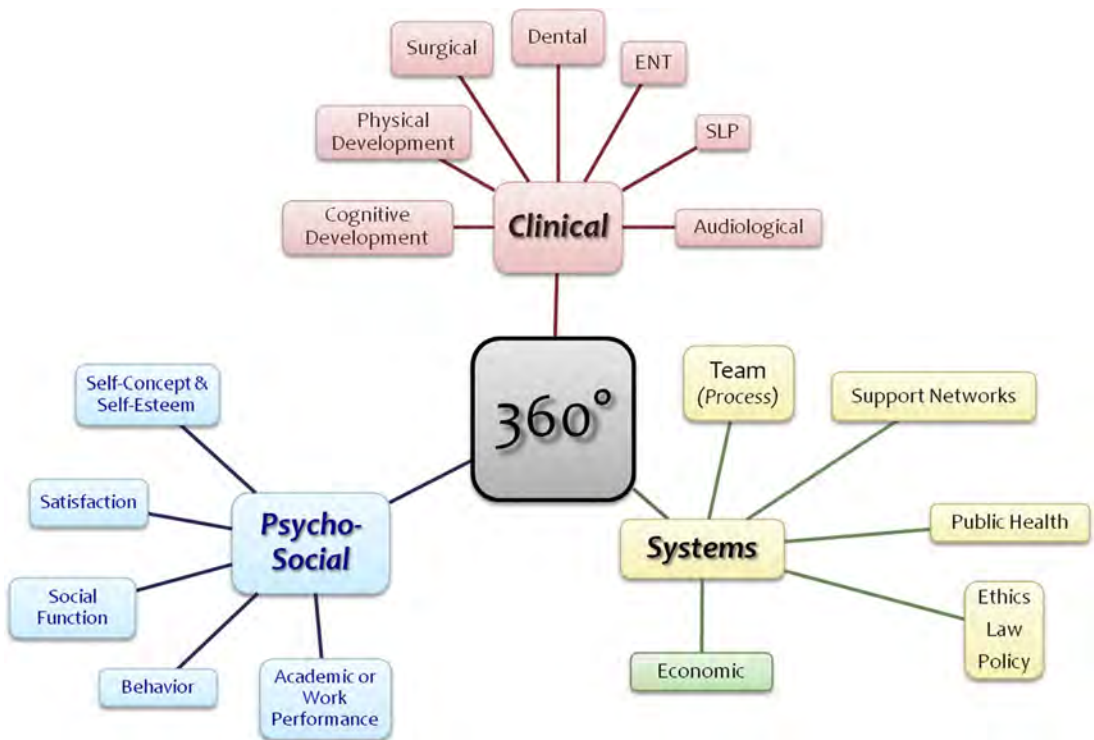 Dental
Surgical
ENT
Physical
Development
SLP
Cognitive
Development
Clinical
Audiological
360°
Self-Concept &
Self-Esteem
Satisfaction
Psycho-
Social
Social
Function
Behavior
Academic or
Work
Performance
Team
(Process)
Support Networks
Systems
Public Health
Ethics
Law
Policy
Economic